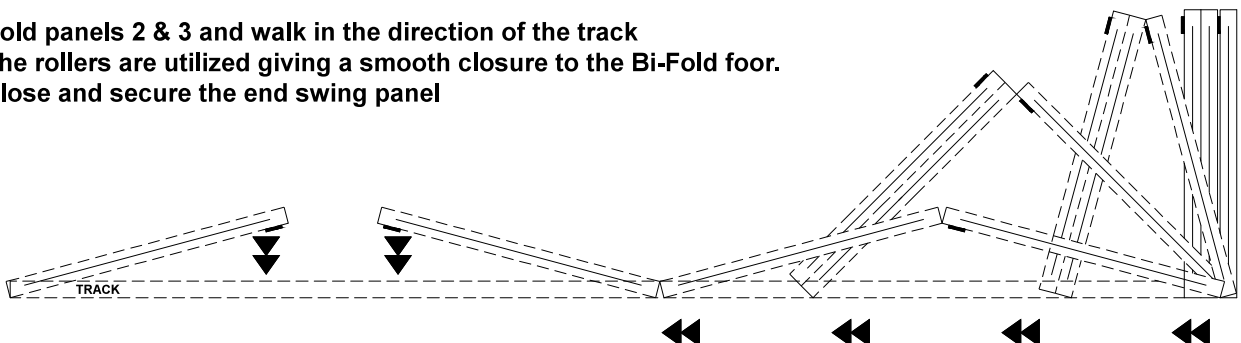 old panels 2 & 3 and walk in the direction of the track
he rollers are utilized giving a smooth closure to the Bi-Fold foor.
lose and secure the end swing panel
TRACK